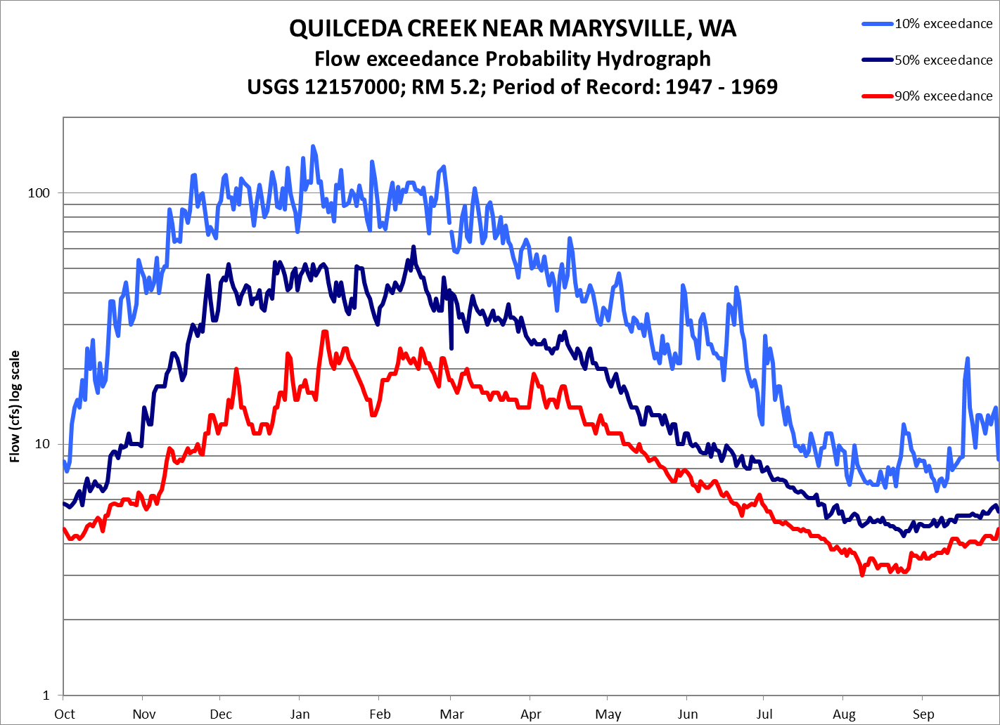 QUILCEDA CREEK NEAR MARYSVILLE, WA
Flow exceedance Probability Hydrograph
USGS 12157000; RM 5.2; Period of Record: 1947 - 1969
10% exceedance
50% exceedance
90% exceedance
Flow (cfs) log scale
100
10
1
Oct Nov Dec Jan Feb Mar Apr May Jun Jul Aug Sep